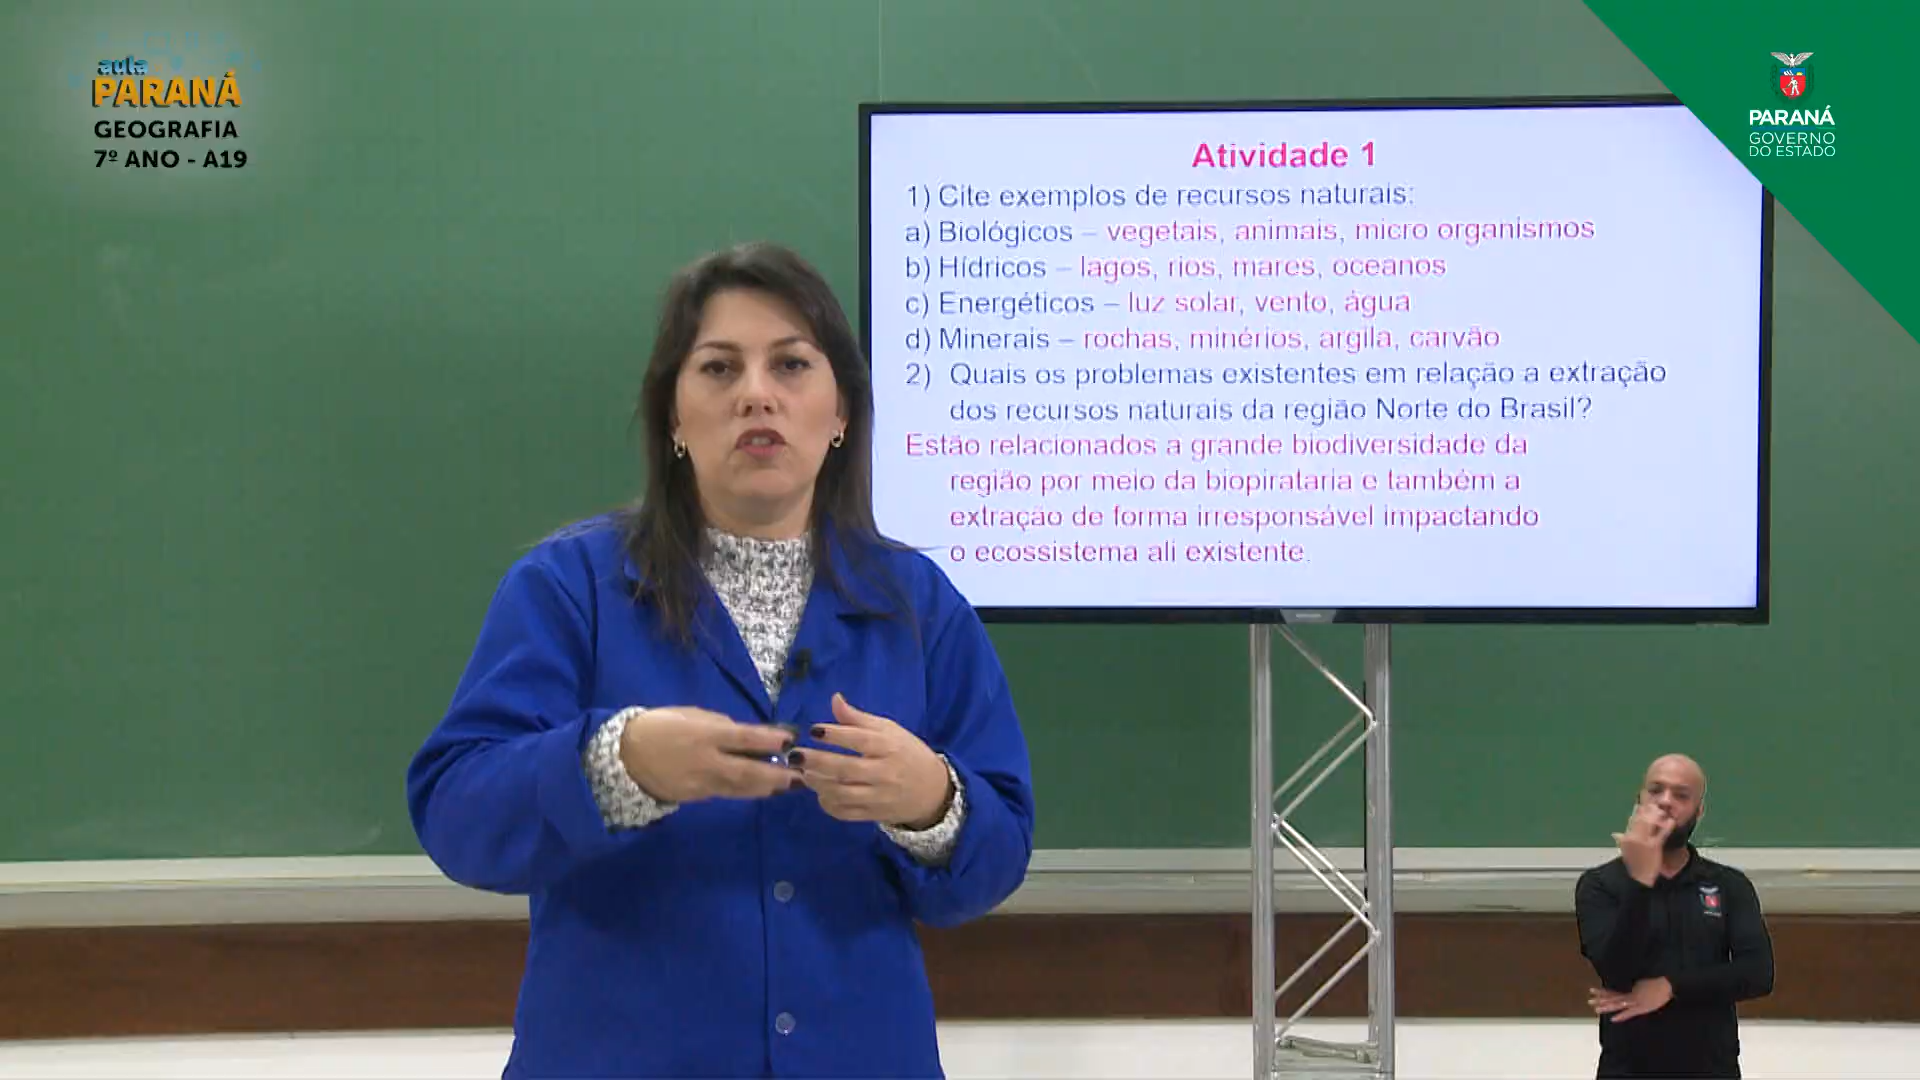 aula
PARANÁ
GEOGRAFIA
7º ANO - A19
PARANÁ
GOVERNO
DO ESTADO
Atividade 1
1) Cite exemplos de recursos naturais:
a) Biológicos – vegetais, animais, micro organismos
b) Hídricos – lagos, rios, mares, oceanos
c) Energéticos – luz solar, vento, água
d) Minerais – rochas, minérios, argila, carvão
2) Quais os problemas existentes em relação a extração
dos recursos naturais da região Norte do Brasil?
Estão relacionados a grande biodiversidade da
região por meio da biopirataria e também a
extração de forma irresponsável impactando
o ecossistema ali existente.